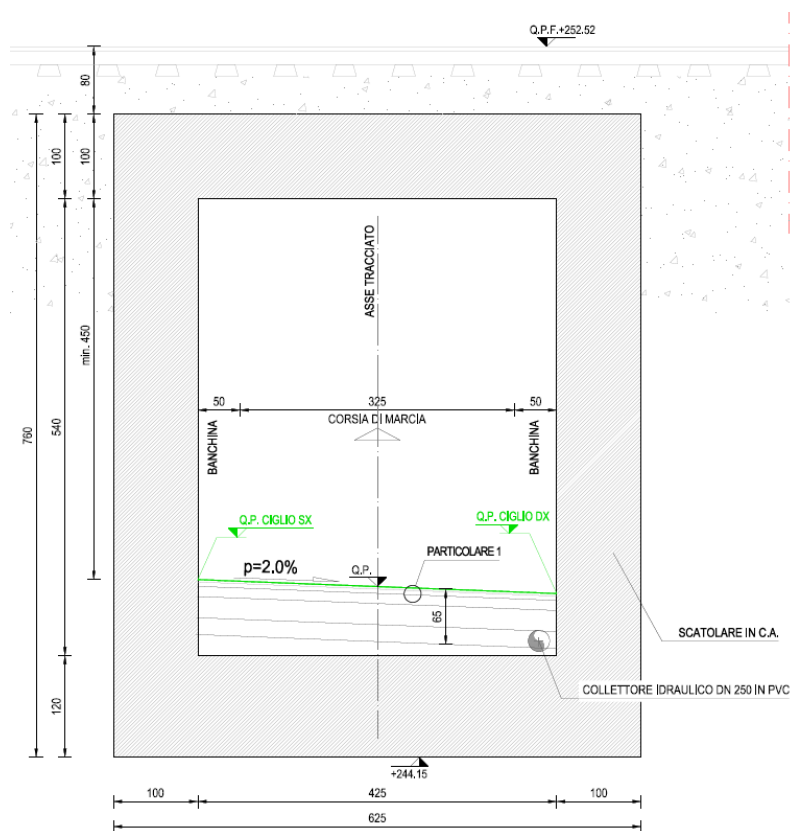 Q.P.F.+252.52
80
100
100
ASSE TRACCIATO
min. 450
540
760
50
325
50
CORSIA DI MARCIA
BANCHINA
BANCHINA
Q.P. CIGLIO SX
Q.P. CIGLIO DX
PARTICOLARE 1
p=2.0%
Q.P.
65
SCATOLARE IN C.A.
COLLETTORE IDRAULICO DN 250 IN PVC
120
+244.15
100
425
100
625